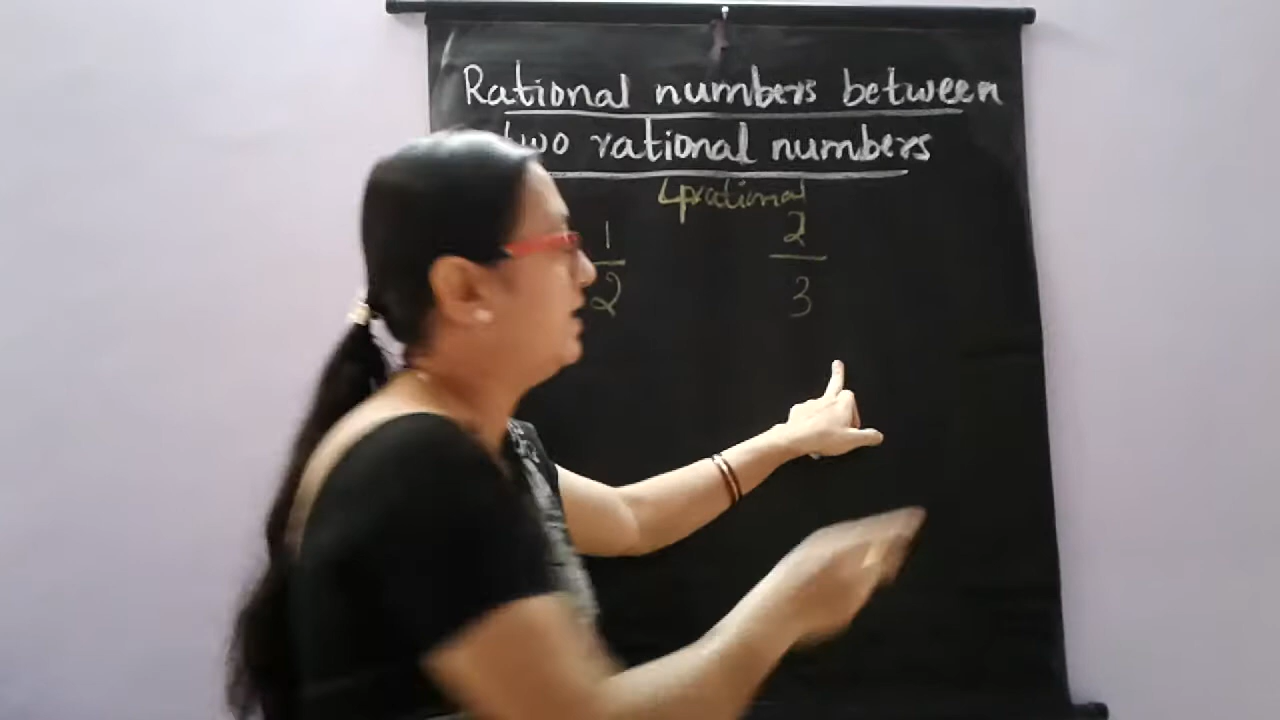 Rational numbers between
two rational numbers
4 rational
1 2
2 3